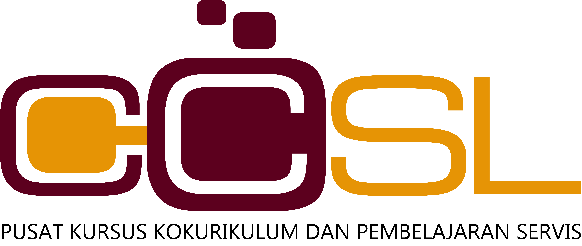 CCSL
PUSAT KURSUS KOKURIKULUM DAN PEMBELAJARAN SERVIS